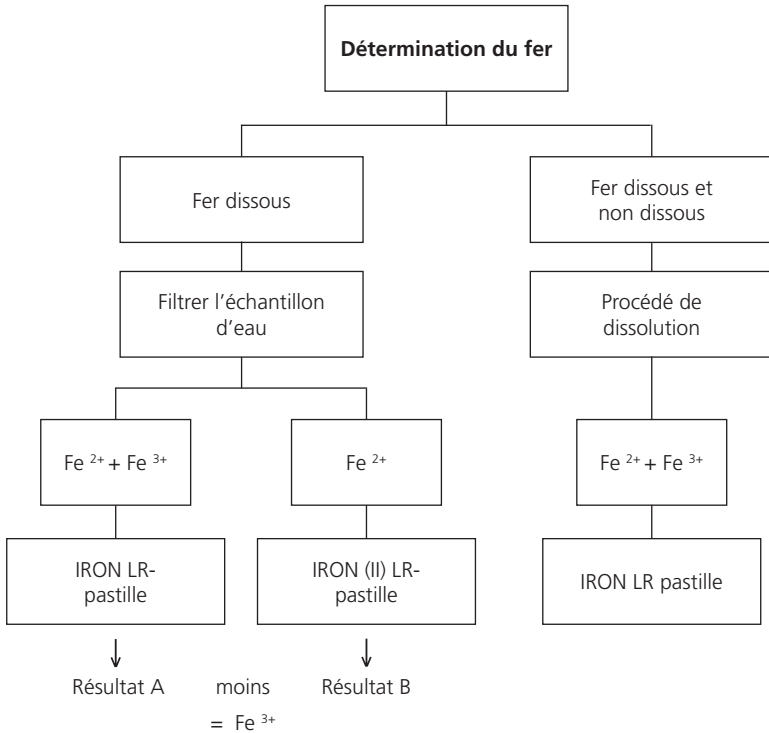 Détermination du fer
Fer dissous
Fer dissous et
non dissous
Filtrer l'échantillon
d'eau
Procédé de
dissolution
Fe 2+ + Fe 3+
Fe 2+
Fe 2+ + Fe 3+
IRON LR-
pastille
IRON (II) LR-
pastille
IRON LR pastille
Résultat A moins Résultat B
= Fe 3+